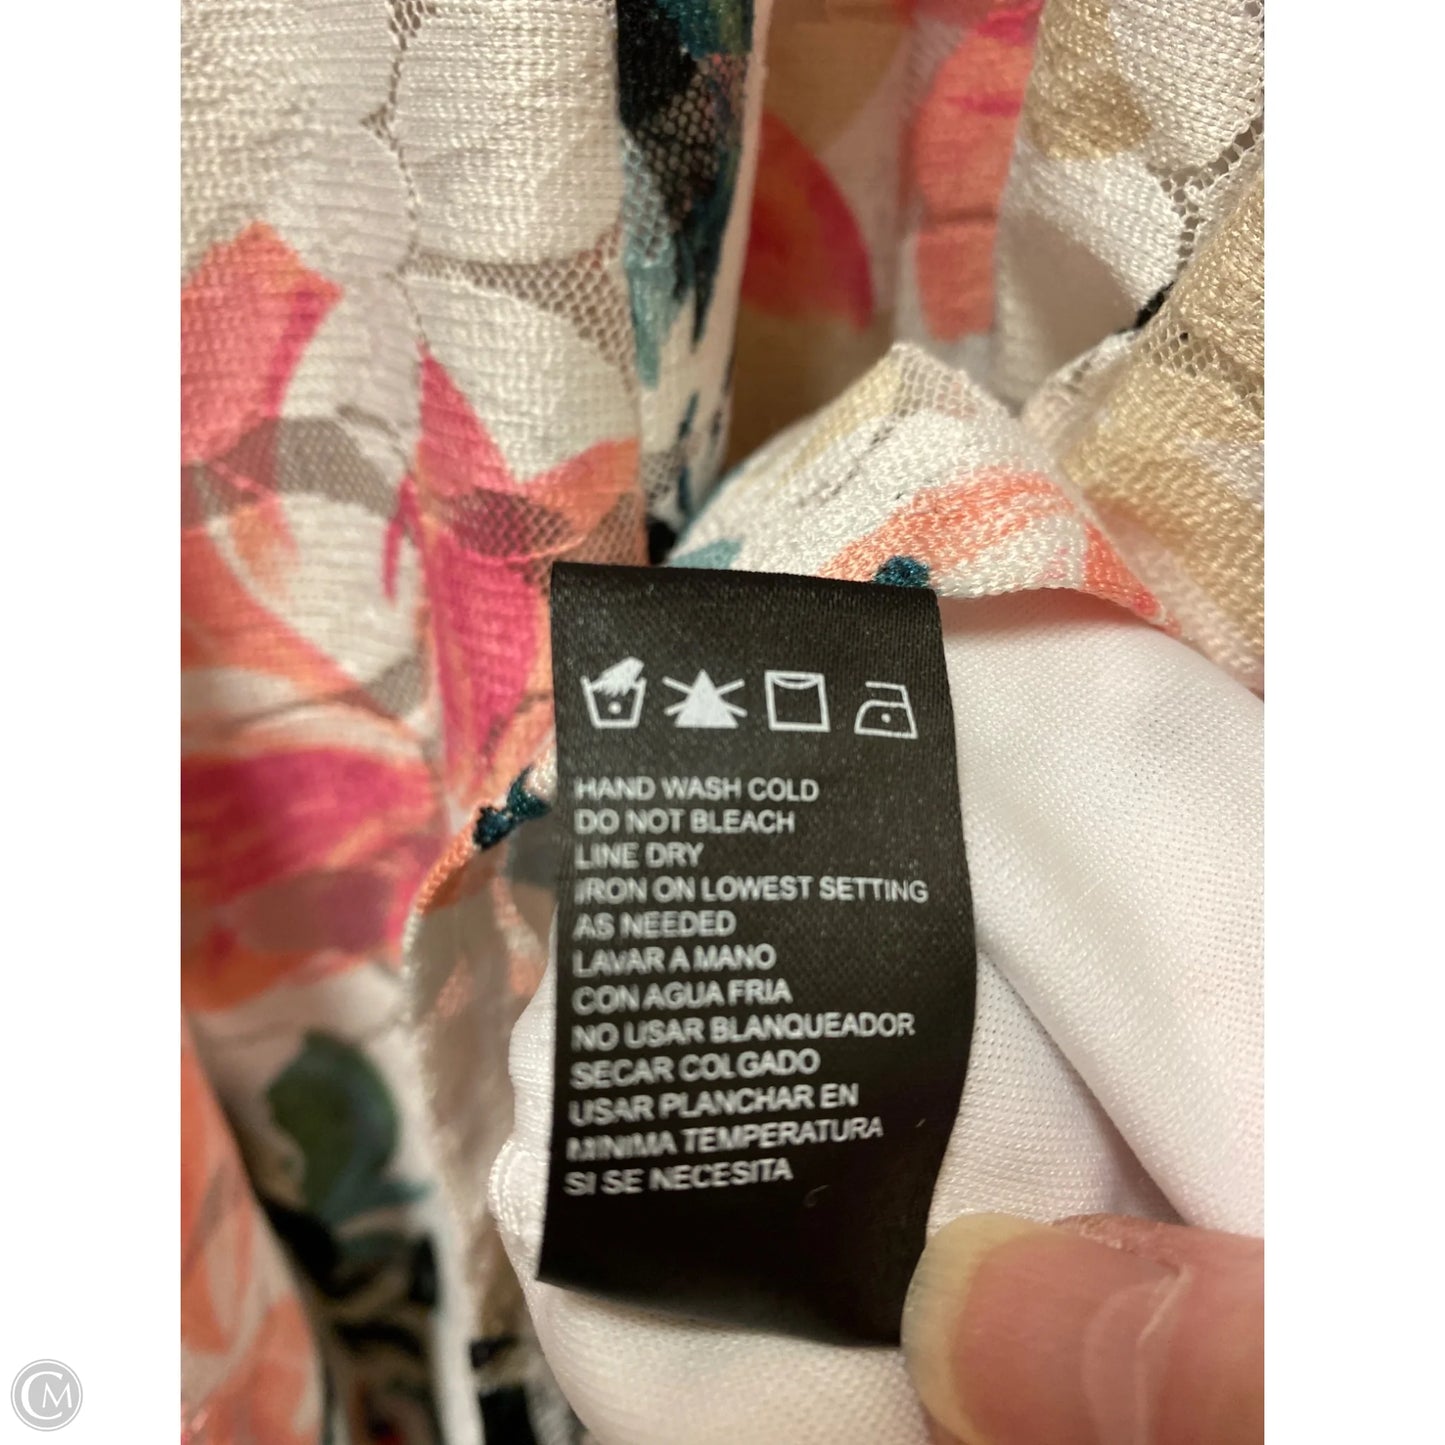 HAND WASH COLD
DO NOT BLEACH
LINE DRY
IRON ON LOWEST SETTING
AS NEEDED
LAVAR A MANO
CON AGUA FRIA
NO USAR BLANQUEADOR
SECAR COLGADO
USAR PLANCHAR EN
MINIMA TEMPERATURA
SI SE NECESITA
CM